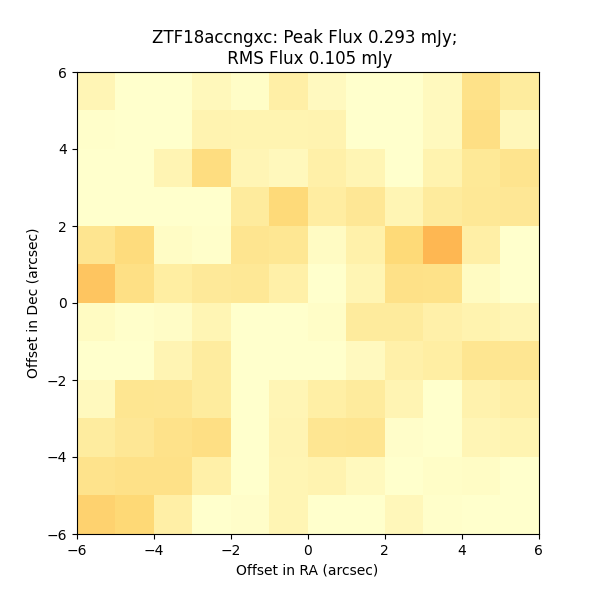 ZTF18accngxc: Peak Flux 0.293 mJy;
RMS Flux 0.105 mJy
6
4
2
0
−2
−4
−6
Offset in Dec (arcsec)
−6 −4 −2 0 2 4 6
Offset in RA (arcsec)